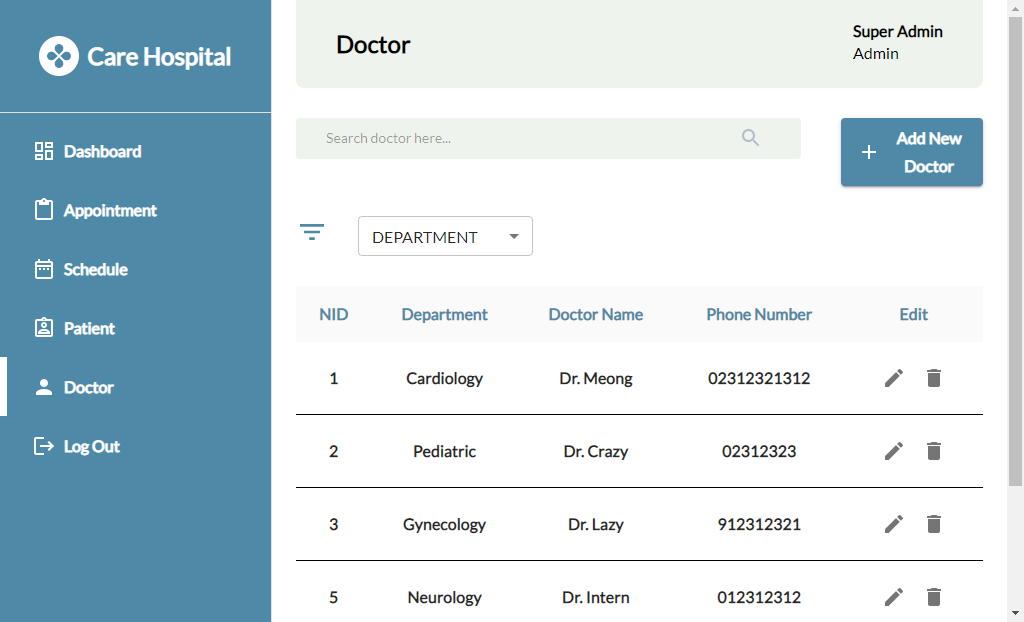 Care Hospital
Dashboard
Appointment
Schedule
Patient
Doctor
Log Out
Doctor
Super Admin
Admin
Search doctor here...
Add New
Doctor
DEPARTMENT
NID Department Doctor Name Phone Number Edit
1 Cardiology Dr. Meong 02312321312
2 Pediatric Dr. Crazy 02312323
3 Gynecology Dr. Lazy 912312321
5 Neurology Dr. Intern 012312312